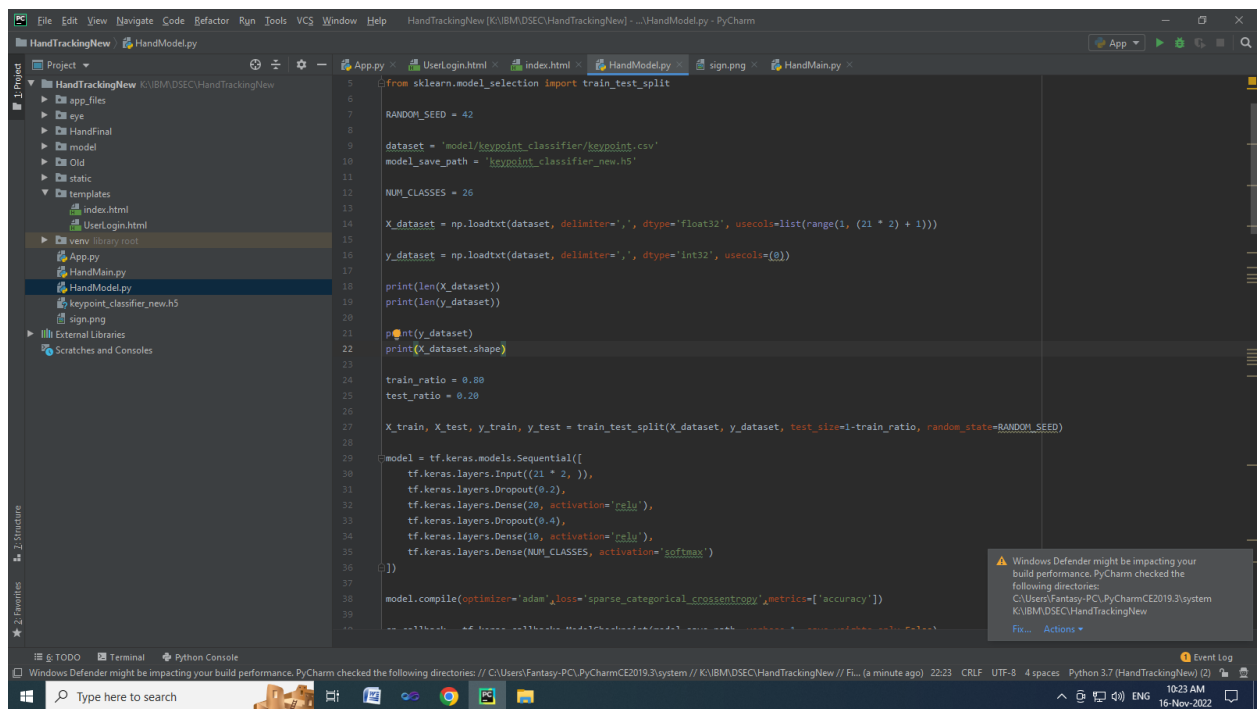 File Edit View Navigate Code Refactor Run Tools VCS Window Help HandTrackingNew [K:\IBM\DSEC\HandTrackingNew] - ...\HandModel.py - PyCharm
HandTrackingNew HandModel.py
App
Project
App.py UserLogin.html index.html HandModel.py sign.png HandMain.py
1: Project
HandTrackingNew K:\IBM\DSEC\HandTrackingNew
app_files
eye
HandFinal
model
Old
static
templates
index.html
UserLogin.html
venv library root
App.py
HandMain.py
HandModel.py
keypoint_classifier_new.h5
sign.png
External Libraries
Scratches and Consoles
5 from sklearn.model_selection import train_test_split
6
7 RANDOM_SEED = 42
8
9 dataset = 'model/keypoint_classifier/keypoint.csv'
10 model_save_path = 'keypoint_classifier_new.h5'
11
12 NUM_CLASSES = 26
13
14 X_dataset = np.loadtxt(dataset, delimiter=',', dtype='float32', usecols=list(range(1, (21 * 2) + 1)))
15
16 y_dataset = np.loadtxt(dataset, delimiter=',', dtype='int32', usecols=(0))
17
18 print(len(X_dataset))
19 print(len(y_dataset))
20
21 print(y_dataset)
22 print(X_dataset.shape)
23
24 train_ratio = 0.80
25 test_ratio = 0.20
26
27 X_train, X_test, y_train, y_test = train_test_split(X_dataset, y_dataset, test_size=1-train_ratio, random_state=RANDOM_SEED)
28
29 model = tf.keras.models.Sequential([
30 tf.keras.layers.Input((21 * 2, )),
31 tf.keras.layers.Dropout(0.2),
32 tf.keras.layers.Dense(20, activation='relu'),
33 tf.keras.layers.Dropout(0.4),
34 tf.keras.layers.Dense(10, activation='relu'),
35 tf.keras.layers.Dense(NUM_CLASSES, activation='softmax')
36 ])
37
38 model.compile(optimizer='adam',loss='sparse_categorical_crossentropy',metrics=['accuracy'])
39
7: Structure
2: Favorites
Windows Defender might be impacting your
build performance. PyCharm checked the
following directories:
C:\Users\Fantasy-PC\.PyCharmCE2019.3\system
K:\IBM\DSEC\HandTrackingNew
Fix... Actions
6: TODO Terminal Python Console
1 Event Log
Windows Defender might be impacting your build performance. PyCharm checked the following directories: // C:\Users\Fantasy-PC\.PyCharmCE2019.3\system // K:\IBM\DSEC\HandTrackingNew // Fi... (a minute ago) 22:23 CRLF UTF-8 4 spaces Python 3.7 (HandTrackingNew) (2)
Type here to search
ENG
10:23 AM
16-Nov-2022